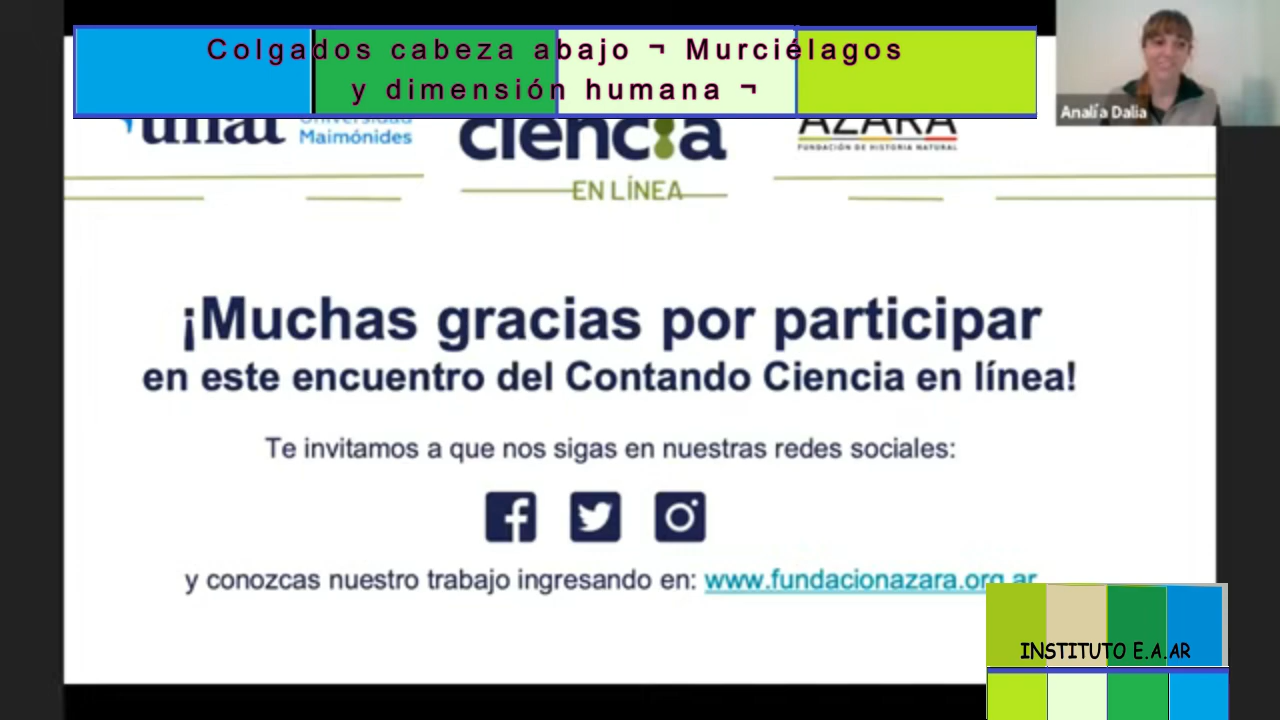 Colgados cabeza abajo ¬ Murciélagos
y dimensión humana ¬
Analía Dalia
Universidad
Maimónides
ciencia
EN LÍNEA
AZARA
FUNDACIÓN DE HISTORIA NATURAL
¡Muchas gracias por participar
en este encuentro del Contando Ciencia en línea!
Te invitamos a que nos sigas en nuestras redes sociales:
y conozcas nuestro trabajo ingresando en: www.fundacionazara.org.ar
INSTITUTO E.A.AR